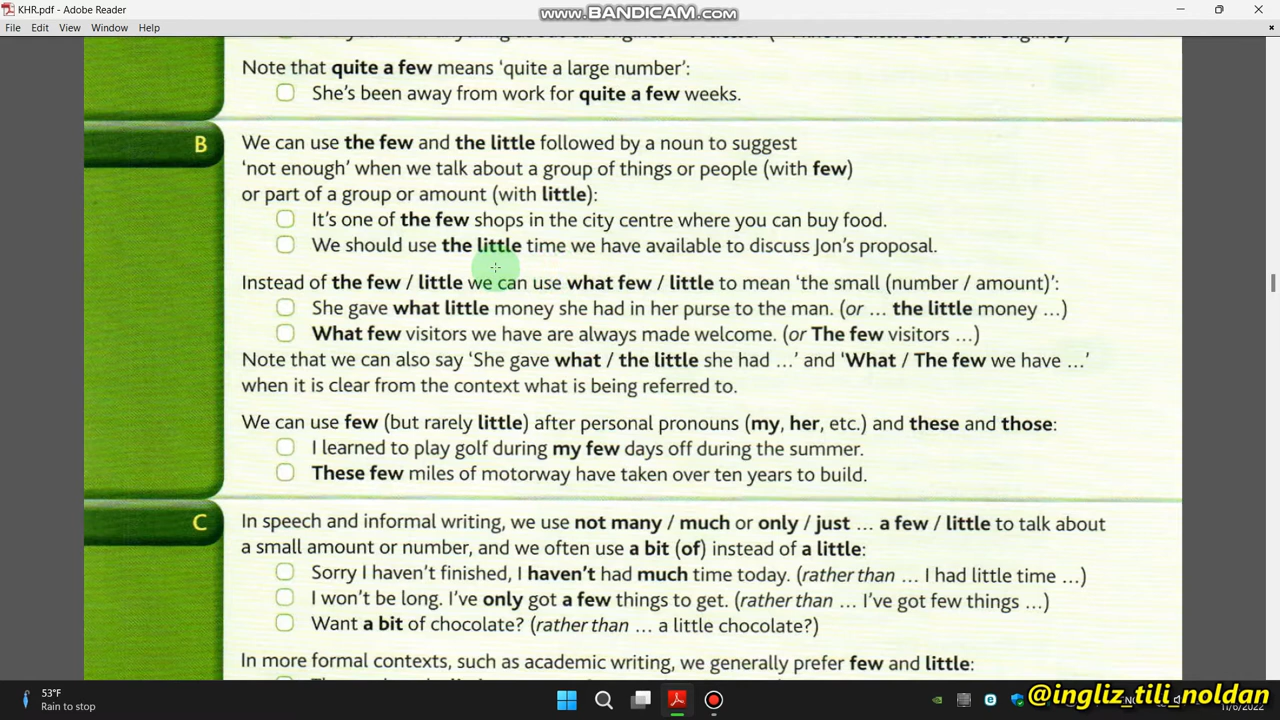 KHR.pdf - Adobe Reader
www.BANDICAM.com
File Edit View Window Help
Note that quite a few means ‘quite a large number’:
She’s been away from work for quite a few weeks.
B
We can use the few and the little followed by a noun to suggest
‘not enough’ when we talk about a group of things or people (with few)
or part of a group or amount (with little):
It’s one of the few shops in the city centre where you can buy food.
We should use the little time we have available to discuss Jon’s proposal.
Instead of the few / little we can use what few / little to mean ‘the small (number / amount)’:
She gave what little money she had in her purse to the man. (or … the little money …)
What few visitors we have are always made welcome. (or The few visitors …)
Note that we can also say ‘She gave what / the little she had …’ and ‘What / The few we have …’
when it is clear from the context what is being referred to.
We can use few (but rarely little) after personal pronouns (my, her, etc.) and these and those:
I learned to play golf during my few days off during the summer.
These few miles of motorway have taken over ten years to build.
C
In speech and informal writing, we use not many / much or only / just … a few / little to talk about
a small amount or number, and we often use a bit (of) instead of a little:
Sorry I haven’t finished, I haven’t had much time today. (rather than … I had little time …)
I won’t be long. I’ve only got a few things to get. (rather than … I’ve got few things …)
Want a bit of chocolate? (rather than … a little chocolate?)
In more formal contexts, such as academic writing, we generally prefer few and little:
53°F
Rain to stop
@ingliz_tili_noldan
11/6/2022